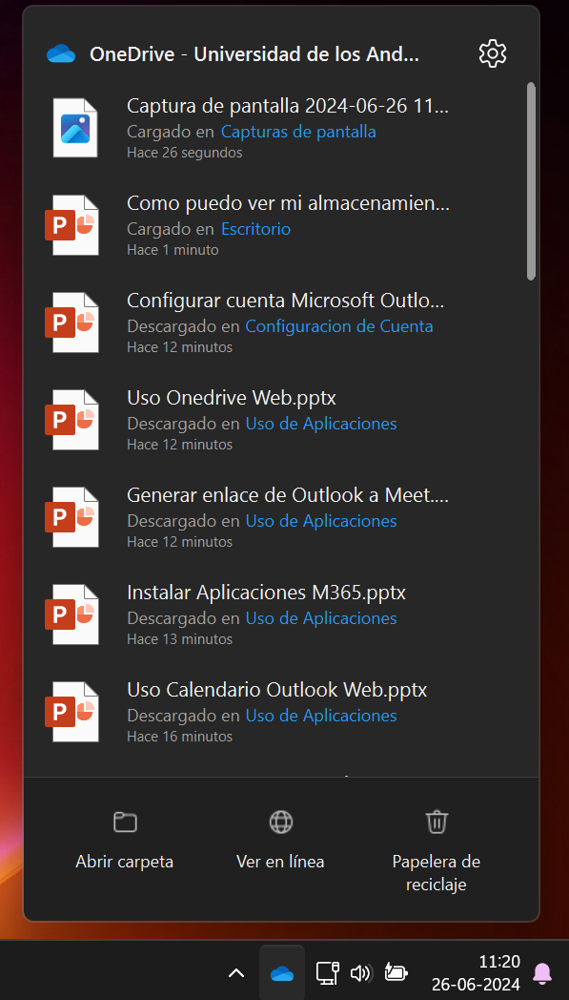 OneDrive - Universidad de los And...
Captura de pantalla 2024-06-26 11...
Cargado en Capturas de pantalla
Hace 26 segundos
Como puedo ver mi almacenamien...
Cargado en Escritorio
Hace 1 minuto
Configurar cuenta Microsoft Outlo...
Descargado en Configuracion de Cuenta
Hace 12 minutos
Uso Onedrive Web.pptx
Descargado en Uso de Aplicaciones
Hace 12 minutos
Generar enlace de Outlook a Meet....
Descargado en Uso de Aplicaciones
Hace 12 minutos
Instalar Aplicaciones M365.pptx
Descargado en Uso de Aplicaciones
Hace 13 minutos
Uso Calendario Outlook Web.pptx
Descargado en Uso de Aplicaciones
Hace 16 minutos
Abrir carpeta
Ver en línea
Papelera de
reciclaje
11:20
26-06-2024